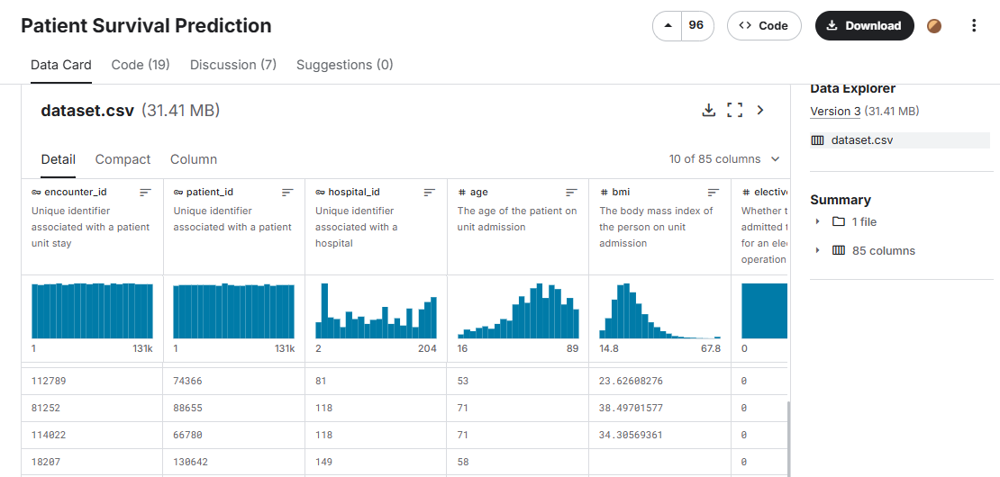 Patient Survival Prediction
96
Code
Download
Data Card
Code (19)
Discussion (7)
Suggestions (0)
dataset.csv (31.41 MB)
Detail
Compact
Column
10 of 85 columns
encounter_id
Unique identifier
associated with a patient
unit stay
1 131k
patient_id
Unique identifier
associated with a patient
1 131k
hospital_id
Unique identifier
associated with a
hospital
2 204
# age
The age of the patient on
unit admission
16 89
# bmi
The body mass index of
the person on unit
admission
14.8 67.8
# electiv
Whether t
admitted t
for an elec
operation
0
112789 74366 81 53 23.62608276 0
81252 88655 118 71 38.49701577 0
114022 66780 118 71 34.30569361 0
18207 130642 149 58 0
Data Explorer
Version 3 (31.41 MB)
dataset.csv
Summary
1 file
85 columns